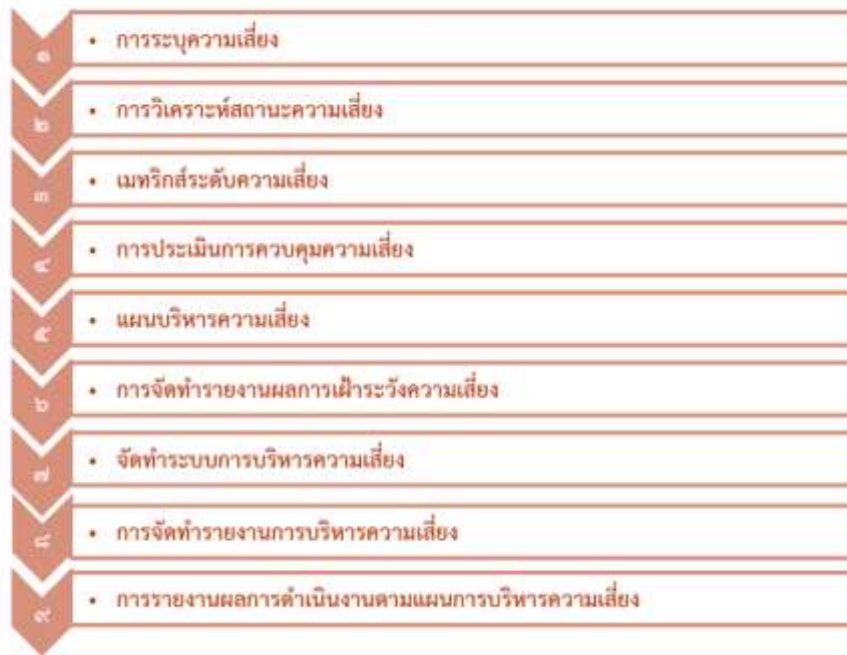 ๑
• การระบุความเสี่ยง
๒
• การวิเคราะห์สถานะความเสี่ยง
๓
• เมทริกส์ระดับความเสี่ยง
๔
• การประเมินการควบคุมความเสี่ยง
๕
• แผนบริหารความเสี่ยง
๖
• การจัดทำรายงานผลการเฝ้าระวังความเสี่ยง
๗
• จัดทำระบบการบริหารความเสี่ยง
๘
• การจัดทำรายงานการบริหารความเสี่ยง
๙
• การรายงานผลการดำเนินงานตามแผนการบริหารความเสี่ยง